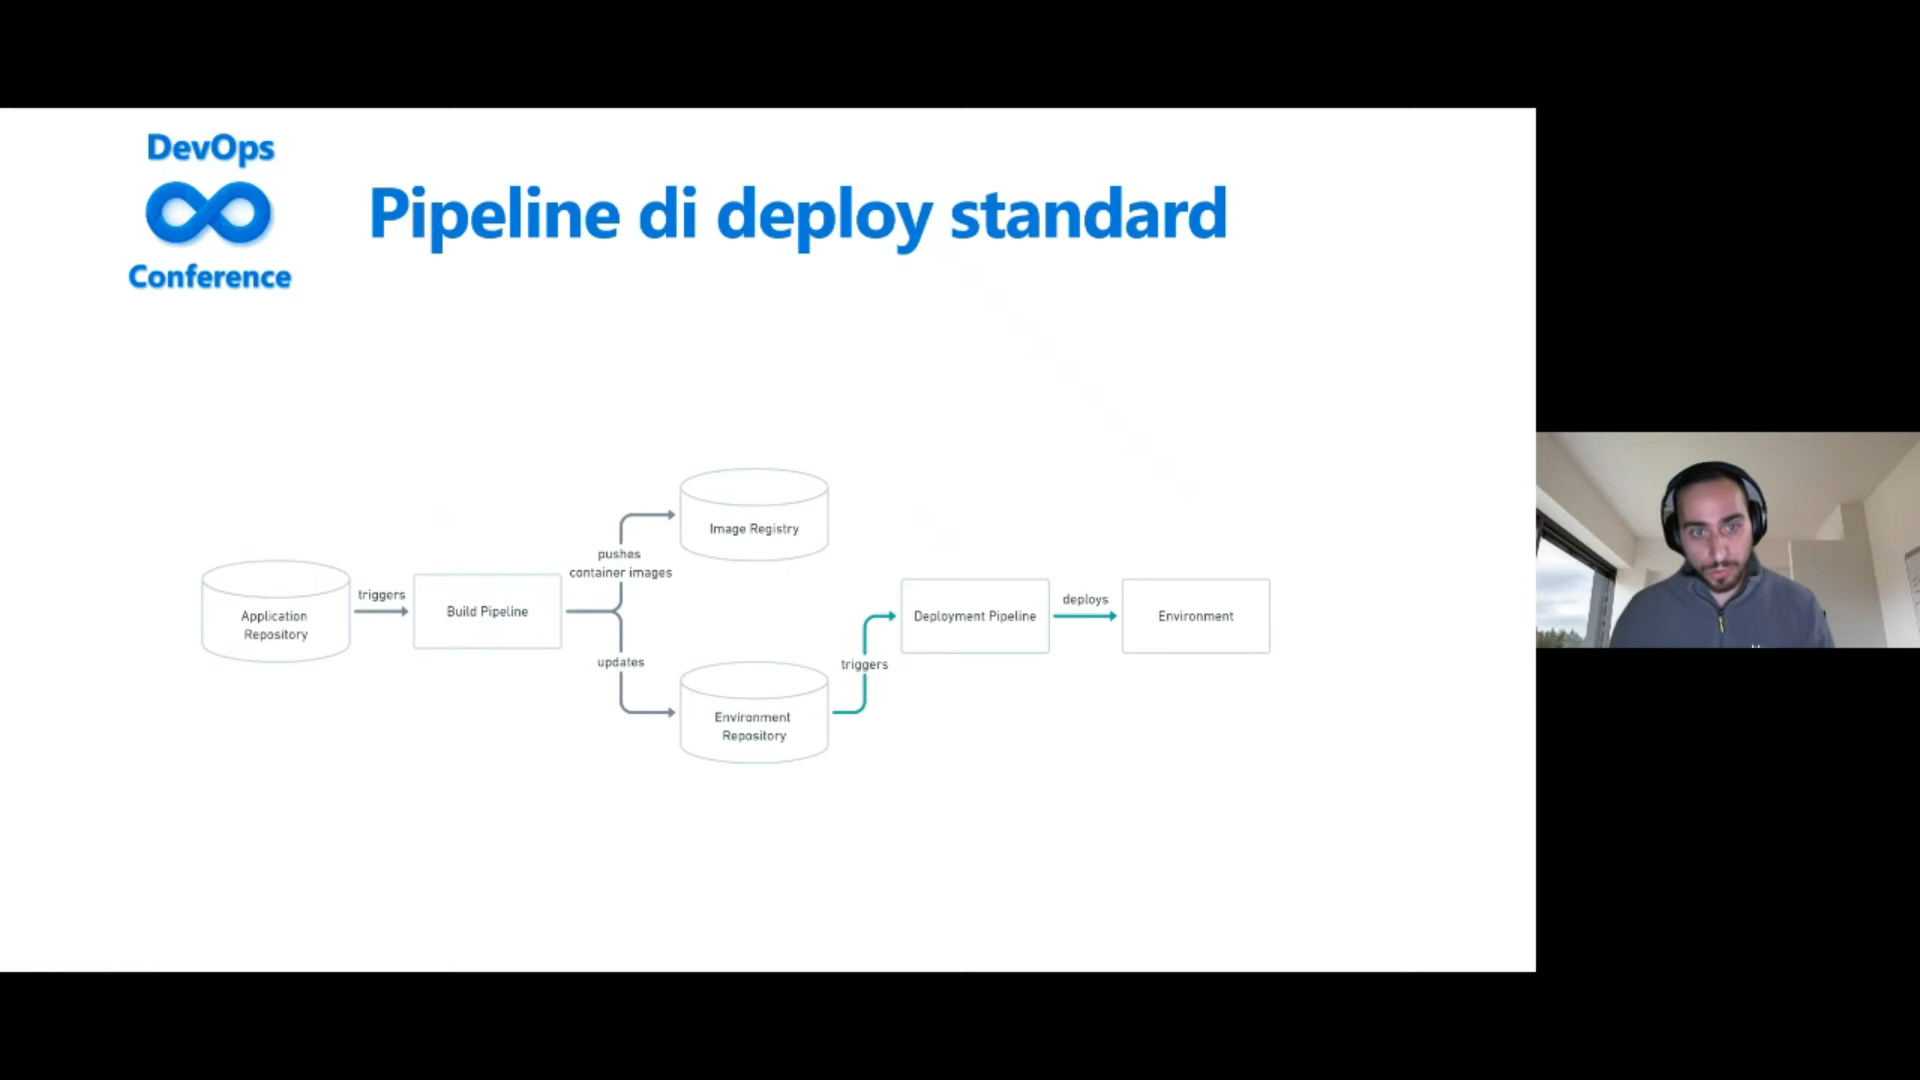 DevOps
Conference
Pipeline di deploy standard
Application
Repository
triggers
Build Pipeline
pushes
container images
updates
Image Registry
Environment
Repository
triggers
Deployment Pipeline
deploys
Environment